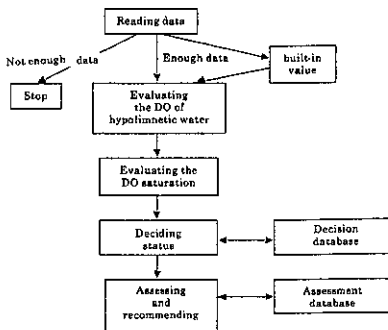 Reading data
Not enough data
Enough data
built-in
value
Stop
Evaluating
the DO of
hypolimnetic water
Evaluating the
DO saturation
Deciding
status
Decision
database
Assessing
and
recommending
Assessment
database